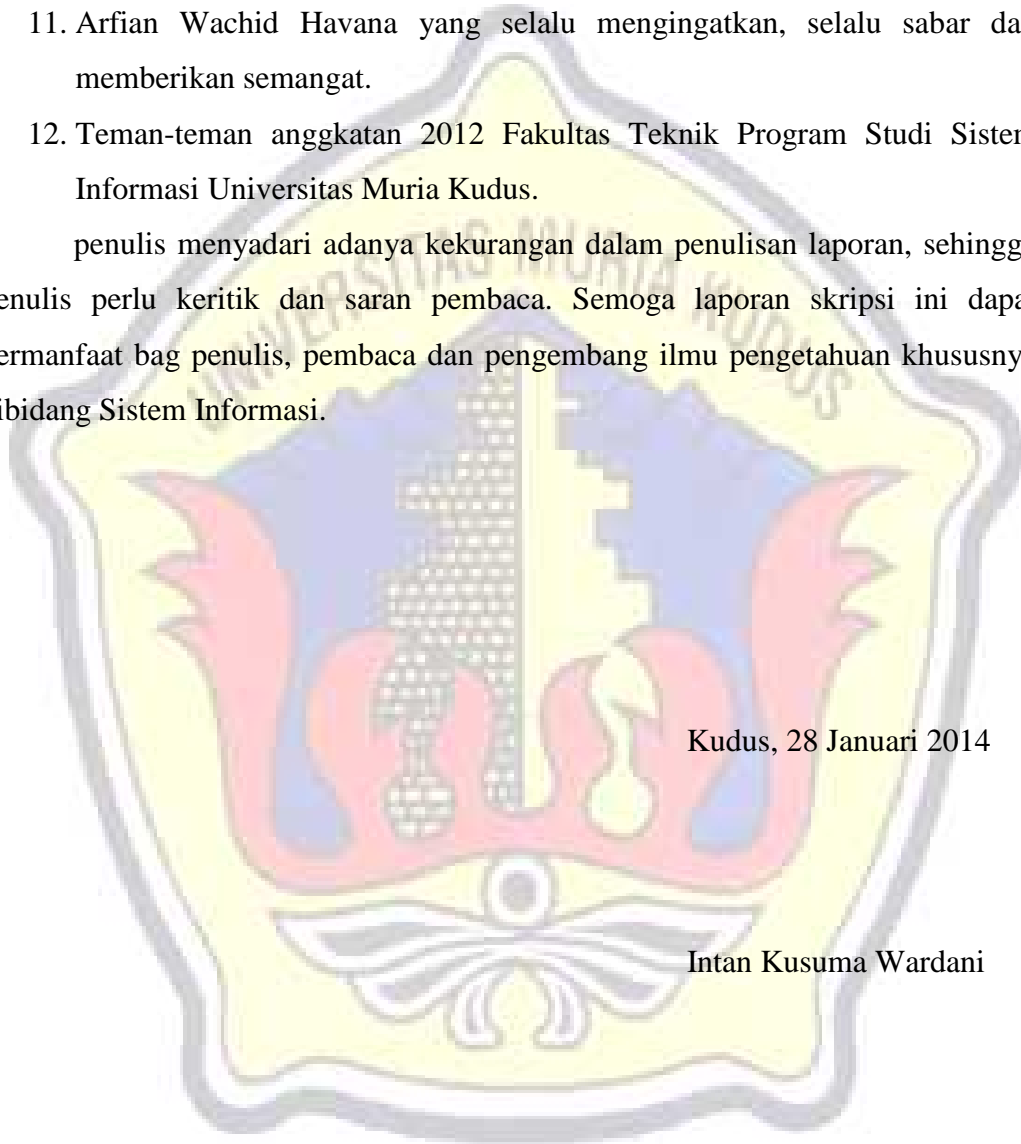 11. Arfian Wachid Havana yang selalu mengingatkan, selalu sabar da
memberikan semangat.
12. Teman-teman anggkatan 2012 Fakultas Teknik Program Studi Sister
Informasi Universitas Muria Kudus.
penulis menyadari adanya kekurangan dalam penulisan laporan, sehingg
enulis perlu keritik dan saran pembaca. Semoga laporan skripsi ini dapa
ermanfaat bag penulis, pembaca dan pengembang ilmu pengetahuan khususny
ibidang Sistem Informasi.
UNIVERSITAS MURIA KUDUS
Kudus, 28 Januari 2014
Intan Kusuma Wardani